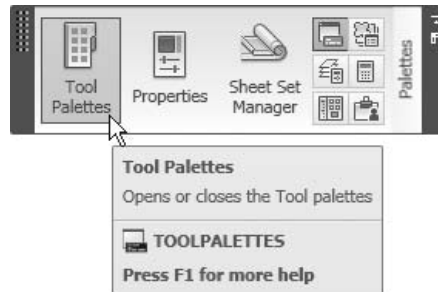 Tool
Palettes
Properties
Sheet Set
Manager
Palettes
Tool Palettes
Opens or closes the Tool palettes
TOOLPALETTES
Press F1 for more help